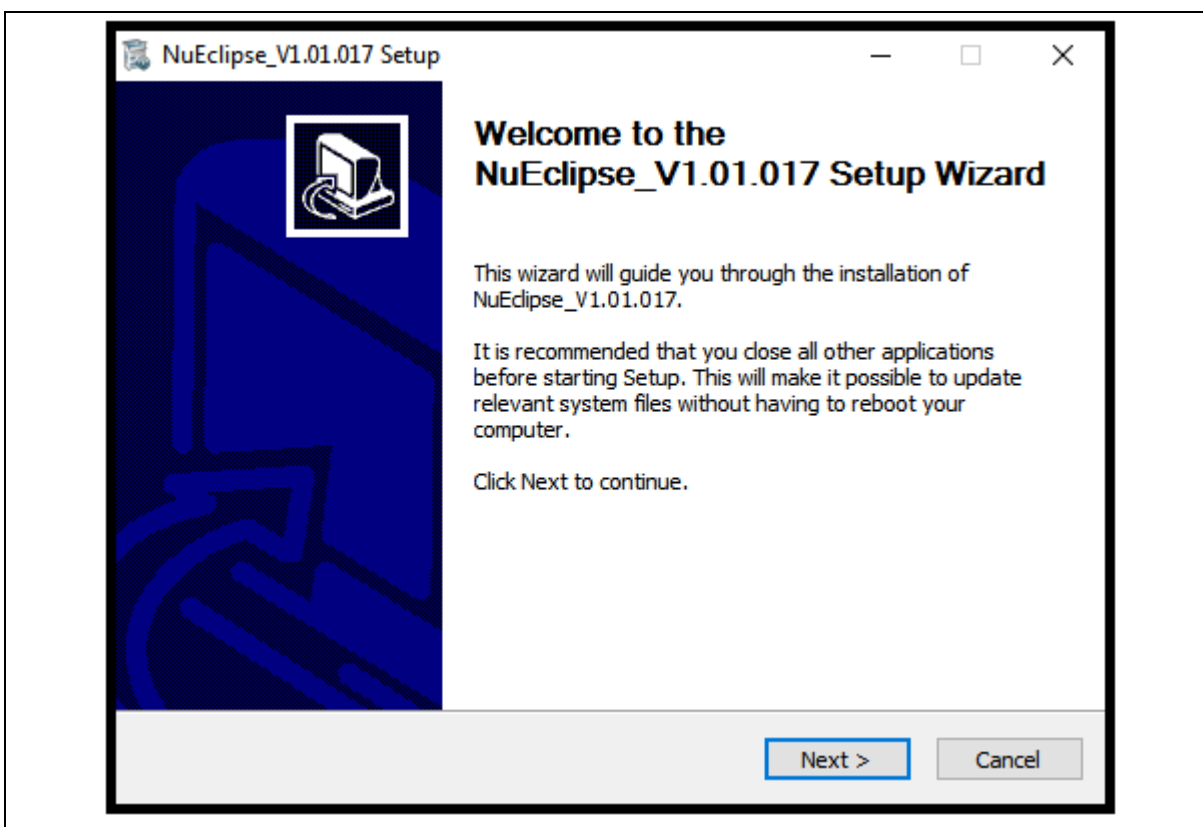 NuEclipse_V1.01.017 Setup
Welcome to the
NuEclipse_V1.01.017 Setup Wizard
This wizard will guide you through the installation of
NuEclipse_V1.01.017.
It is recommended that you close all other applications
before starting Setup. This will make it possible to update
relevant system files without having to reboot your
computer.
Click Next to continue.
Next >
Cancel